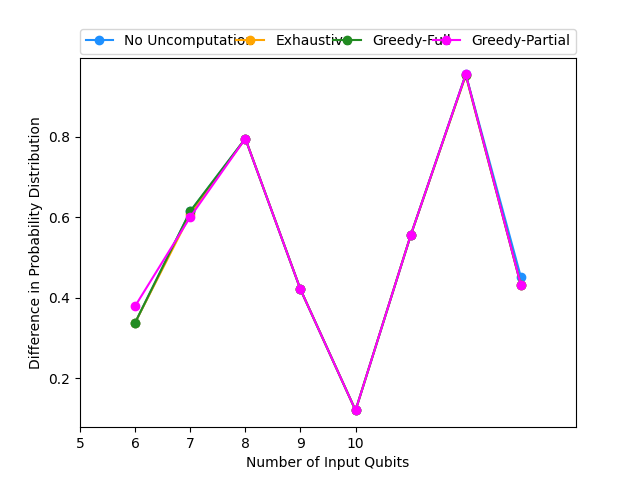 No Uncomputation Exhaustive Greedy-Full Greedy-Partial
Difference in Probability Distribution
0.8
0.6
0.4
0.2
5 6 7 8 9 10
Number of Input Qubits